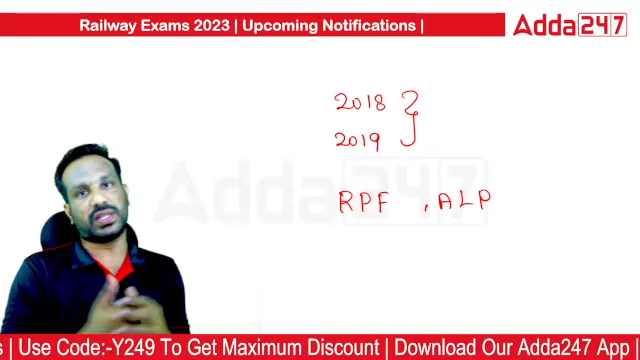 Railway Exams 2023 | Upcoming Notifications |
Adda247
2018
2019
Adda247
RPF , ALP
s | Use Code:-Y249 To Get Maximum Discount | Download Our Adda247 App |